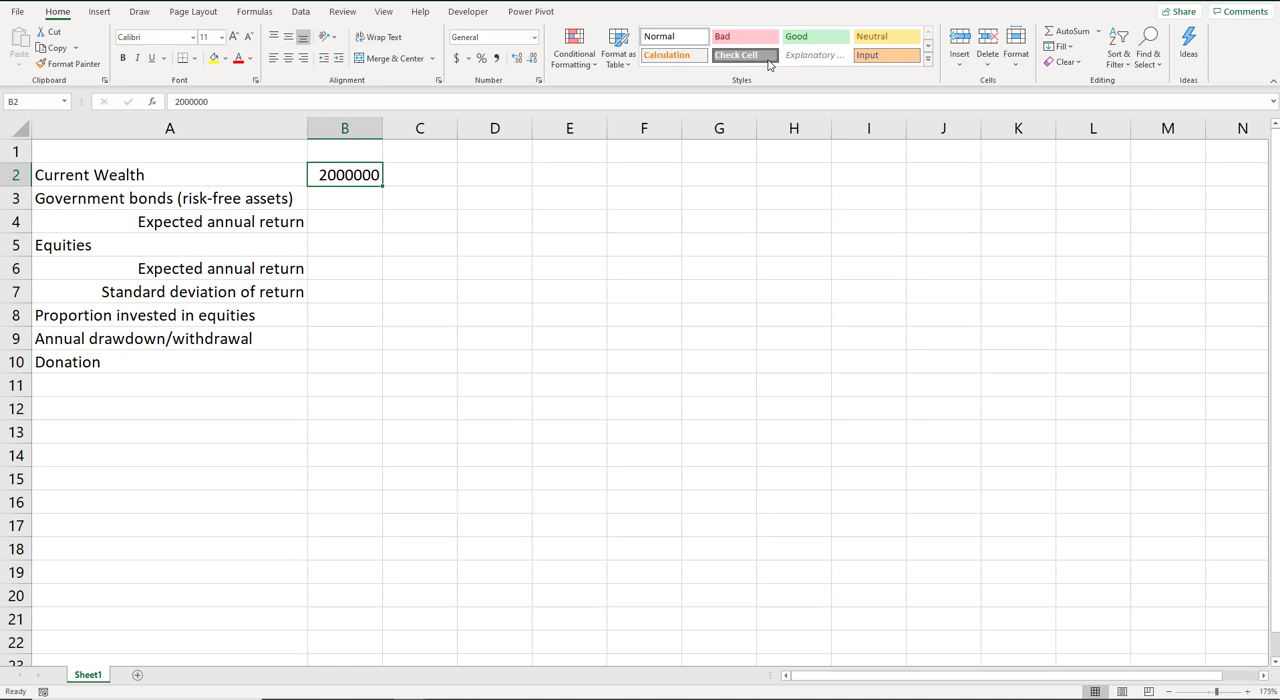 File Home Insert Draw Page Layout Formulas Data Review View Help Developer Power Pivot Share Comments
Paste Cut Copy Format Painter Clipboard
Calibri 11 A A B I U A Font
Wrap Text Merge & Center Alignment
General $ % , Number
Conditional Formatting Format as Table
Normal Bad Good Neutral
Calculation Check Cell Explanatory ... Input
Styles
Insert Delete Format Cells
AutoSum Fill Clear Sort & Filter Find & Select Editing
Ideas Ideas
B2 fx 2000000
A B C D E F G H I J K L M N
1
2 Current Wealth 2000000
3 Government bonds (risk-free assets)
4 Expected annual return
5 Equities
6 Expected annual return
7 Standard deviation of return
8 Proportion invested in equities
9 Annual drawdown/withdrawal
10 Donation
11
12
13
14
15
16
17
18
19
20
21
22
23
Sheet1
Ready 175%